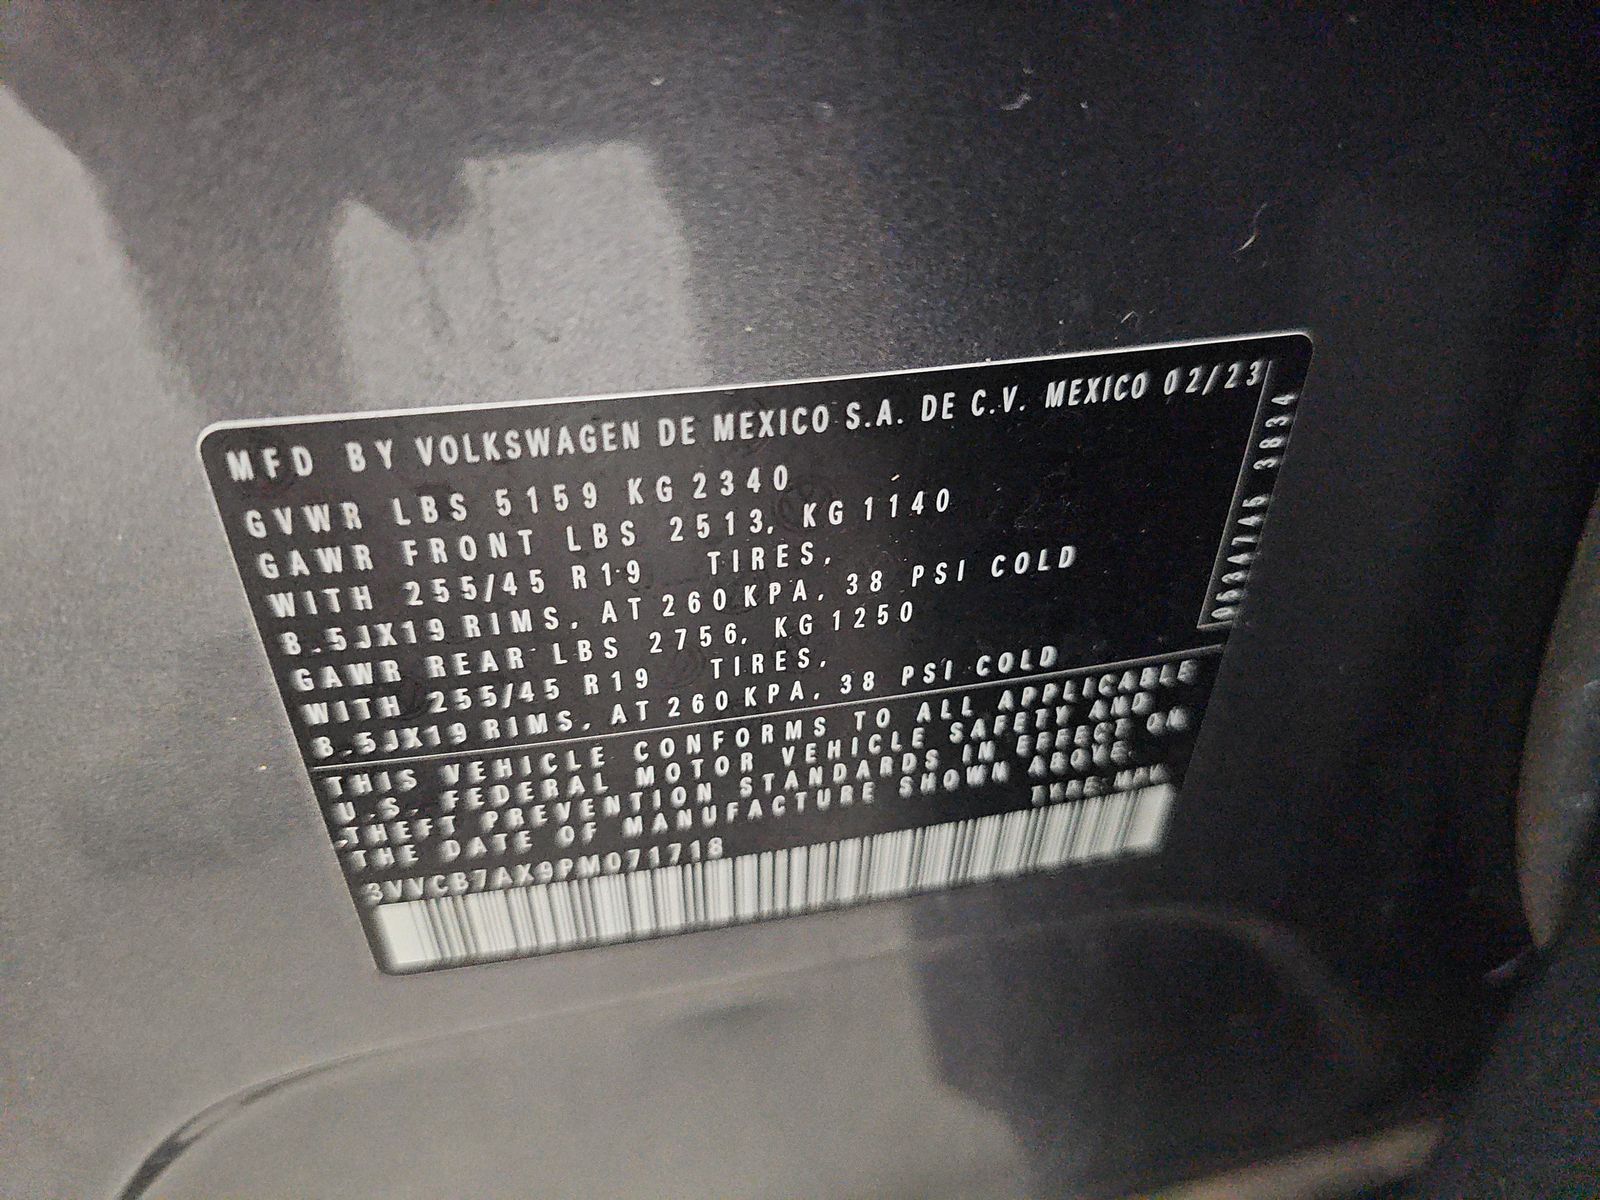 MFD BY VOLKSWAGEN DE MEXICO S.A. DE C.V. MEXICO 02/23
GVWR LBS 5159 KG 2340
GAWR FRONT LBS 2513, KG 1140
WITH 255/45 R19 TIRES,
8.5JX19 RIMS, AT 260 KPA, 38 PSI COLD
GAWR REAR LBS 2756, KG 1250
WITH 255/45 R19 TIRES,
8.5JX19 RIMS, AT 260 KPA, 38 PSI COLD
THIS VEHICLE CONFORMS TO ALL APPLICABLE
U.S. FEDERAL MOTOR VEHICLE SAFETY AND
THEFT PREVENTION STANDARDS IN EFFECT ON
THE DATE OF MANUFACTURE SHOWN ABOVE.
TYPE:
3VVCB7AX9PM071718
3834